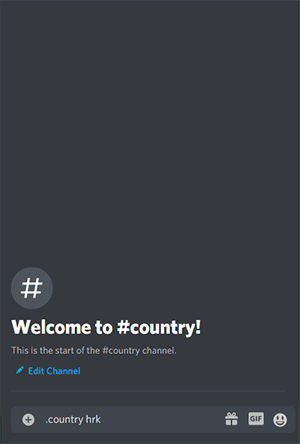 Welcome to #country!
This is the start of the #country channel.
Edit Channel
.country hrk
GIF